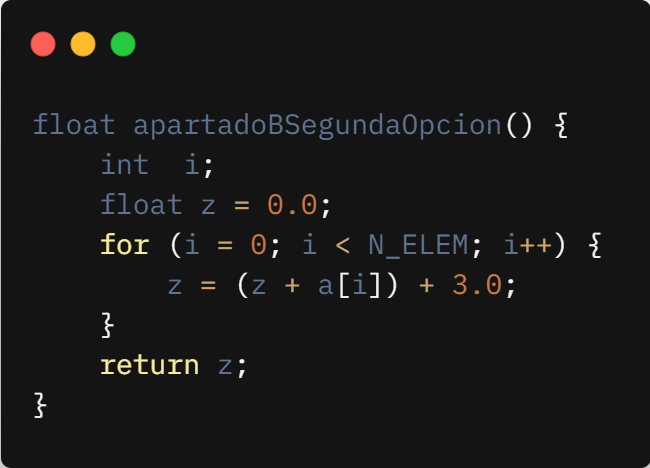 float apartadoBSegundaOpcion() {
    int  i;
    float z = 0.0;
    for (i = 0; i < N_ELEM; i++) {
        z = (z + a[i]) + 3.0;
    }
    return z;
}